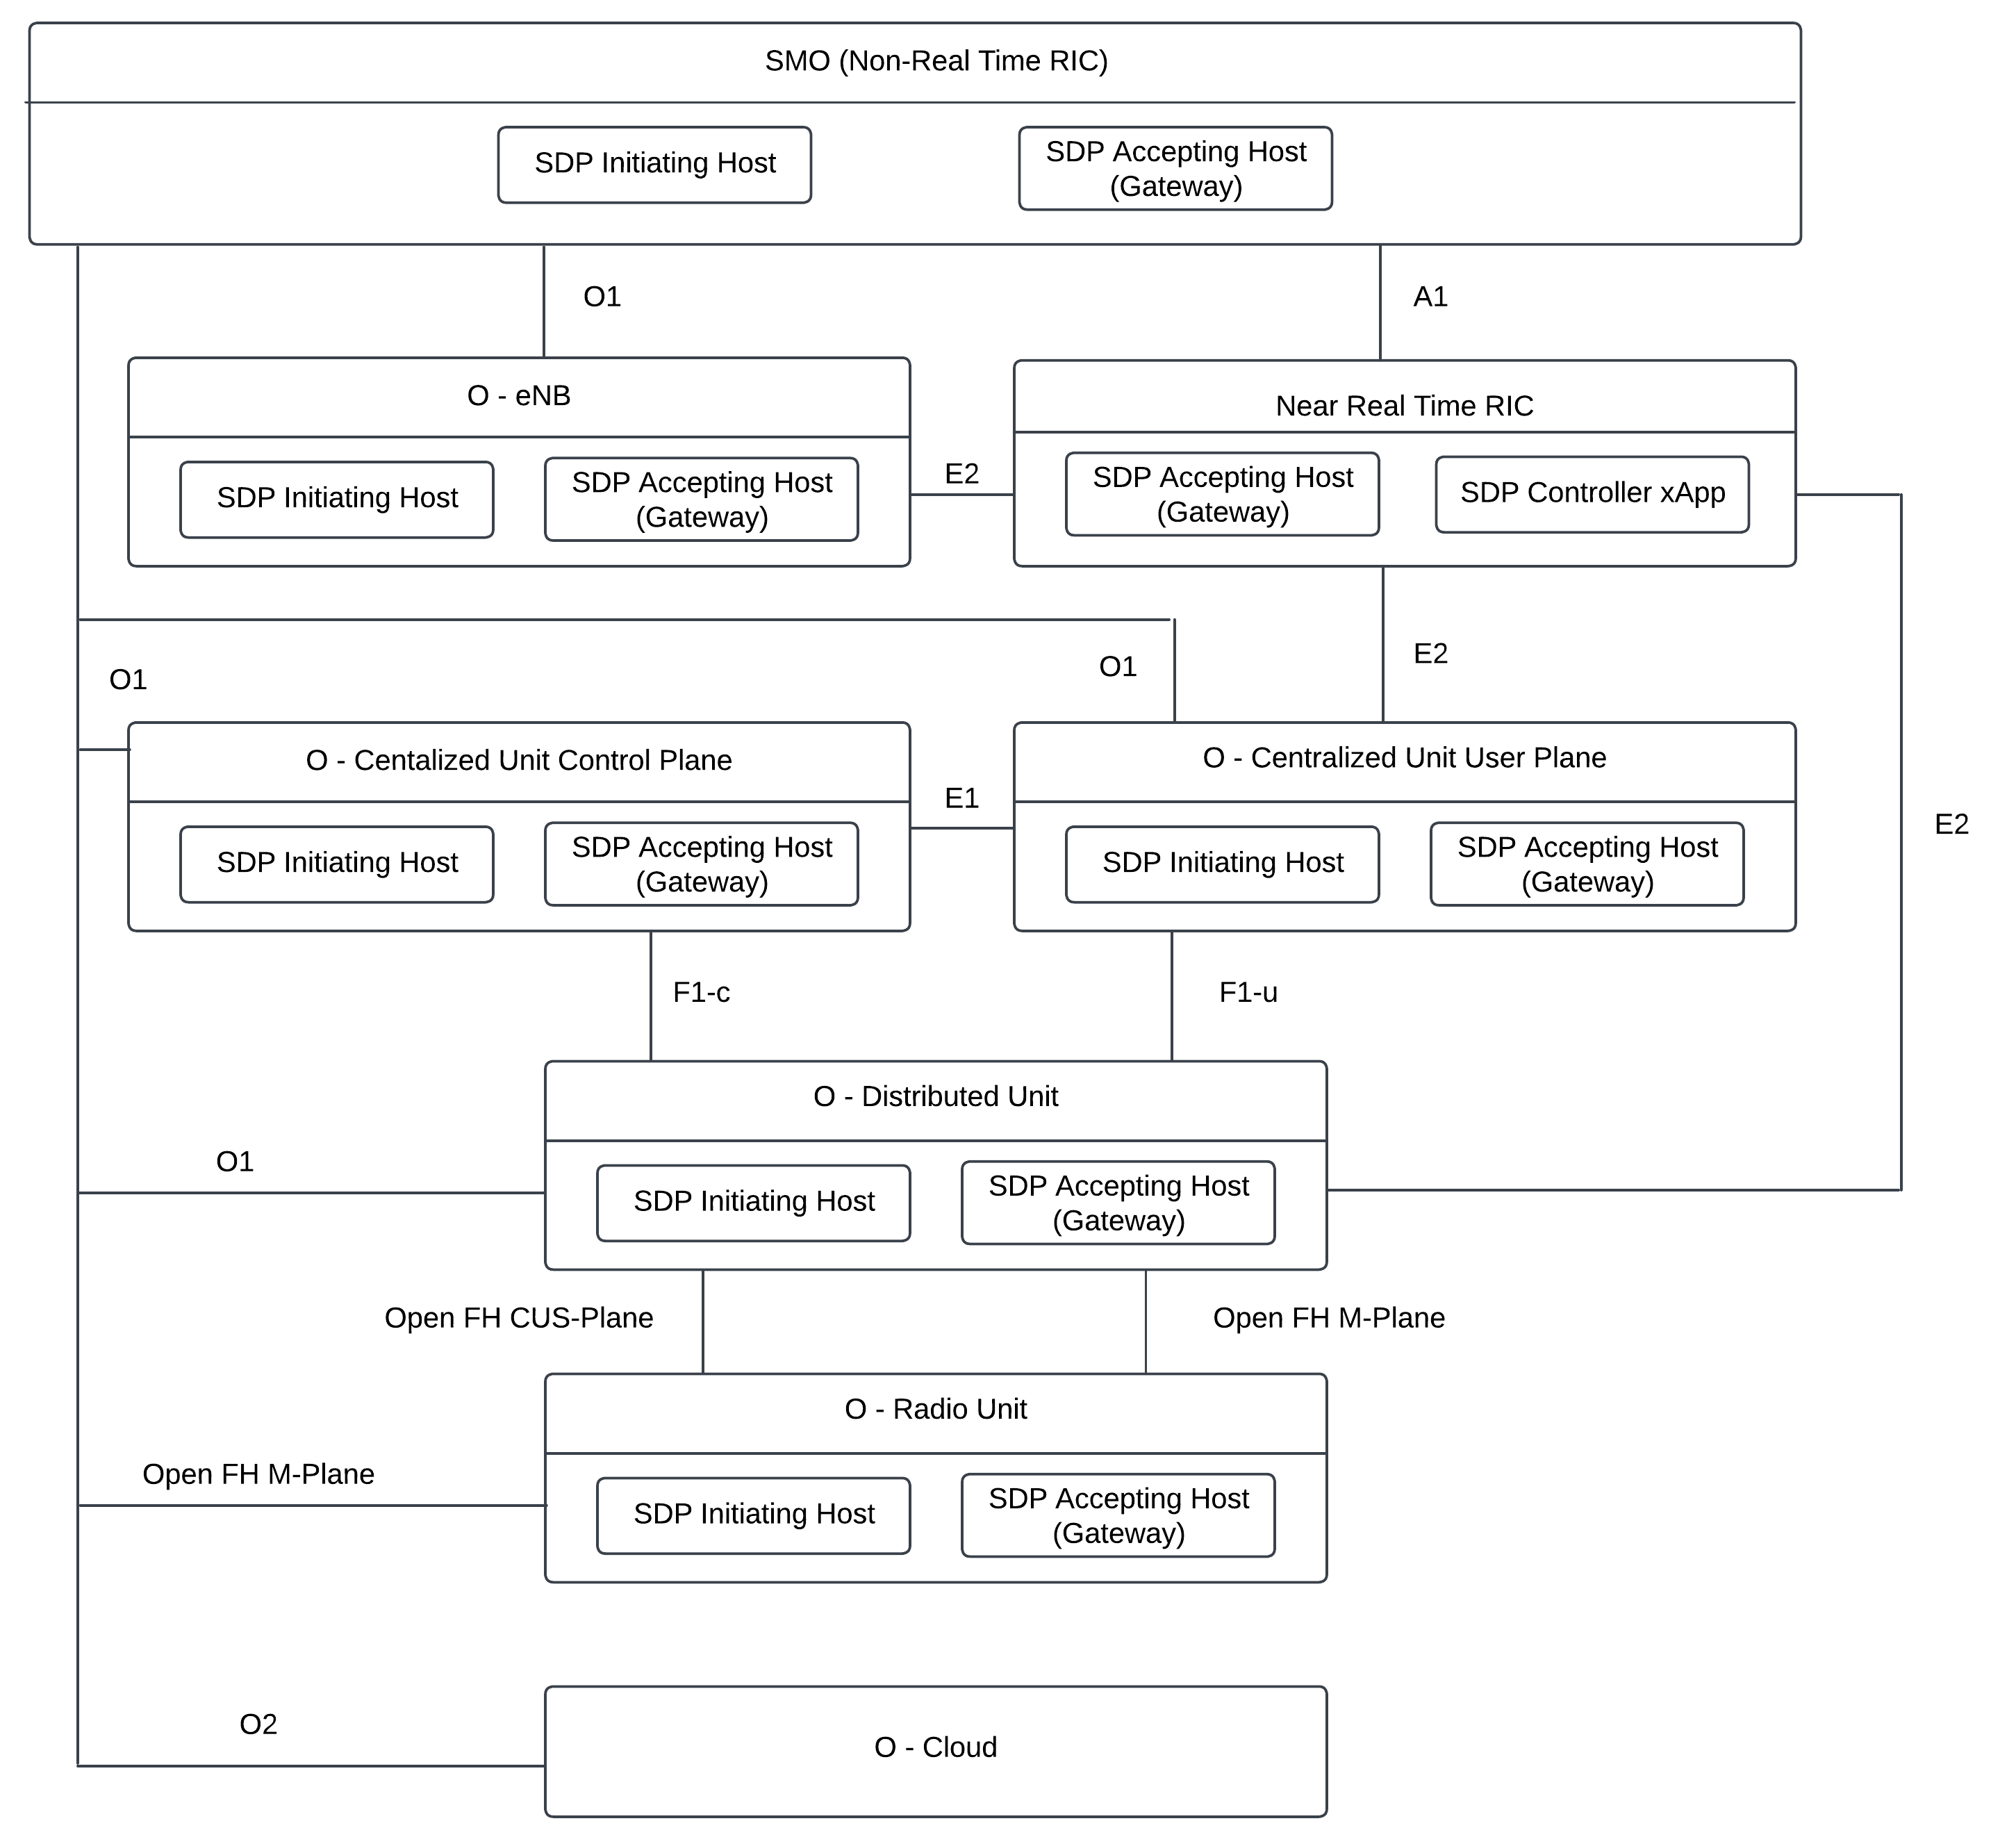 SMO (Non-Real Time RIC)
SDP Initiating Host
SDP Accepting Host
(Gateway)
O1
A1
O - eNB
SDP Initiating Host
SDP Accepting Host
(Gateway)
E2
Near Real Time RIC
SDP Accepting Host
(Gateway)
SDP Controller xApp
O1
O1
E2
O - Centalized Unit Control Plane
SDP Initiating Host
SDP Accepting Host
(Gateway)
E1
O - Centralized Unit User Plane
SDP Initiating Host
SDP Accepting Host
(Gateway)
E2
F1-c
F1-u
O - Distributed Unit
O1
SDP Initiating Host
SDP Accepting Host
(Gateway)
Open FH CUS-Plane
Open FH M-Plane
O - Radio Unit
Open FH M-Plane
SDP Initiating Host
SDP Accepting Host
(Gateway)
O2
O - Cloud